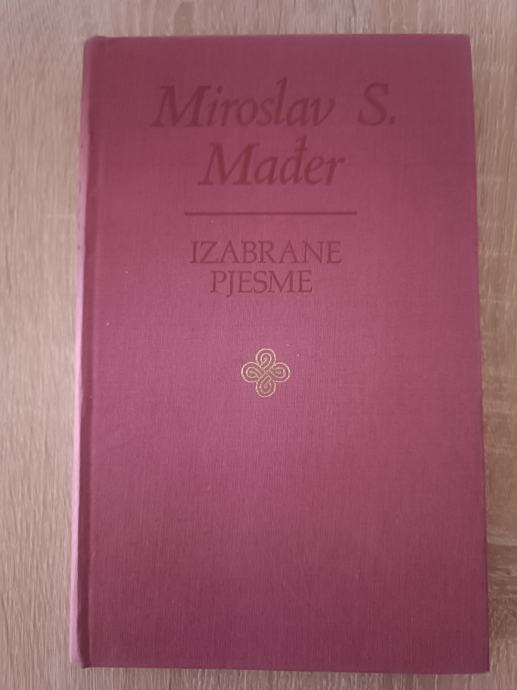 Miroslav S.
Mađer
IZABRANE
PJESME